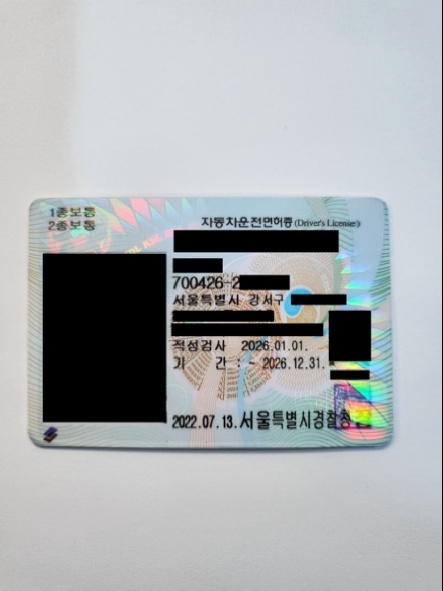 1종보통
2종보통
자동차운전면허증 (Driver's License)
700426-2
서울특별시 강서구
적성검사 2026.01.01.
기 간 : ~ 2026.12.31.
2022.07.13. 서울특별시경찰청